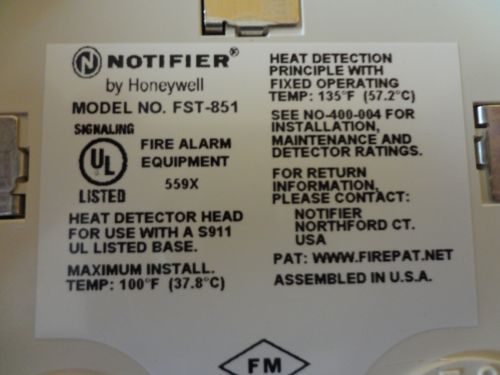 N NOTIFIER®
by Honeywell
MODEL NO. FST-851
SIGNALING
UL
LISTED
FIRE ALARM
EQUIPMENT
559X
HEAT DETECTOR HEAD
FOR USE WITH A S911
UL LISTED BASE.
MAXIMUM INSTALL.
TEMP: 100°F (37.8°C)
HEAT DETECTION
PRINCIPLE WITH
FIXED OPERATING
TEMP: 135°F (57.2°C)
SEE NO-400-004 FOR
INSTALLATION,
MAINTENANCE AND
DETECTOR RATINGS.
FOR RETURN
INFORMATION,
PLEASE CONTACT:
NOTIFIER
NORTHFORD CT.
USA
PAT: WWW.FIREPAT.NET
ASSEMBLED IN U.S.A.
FM